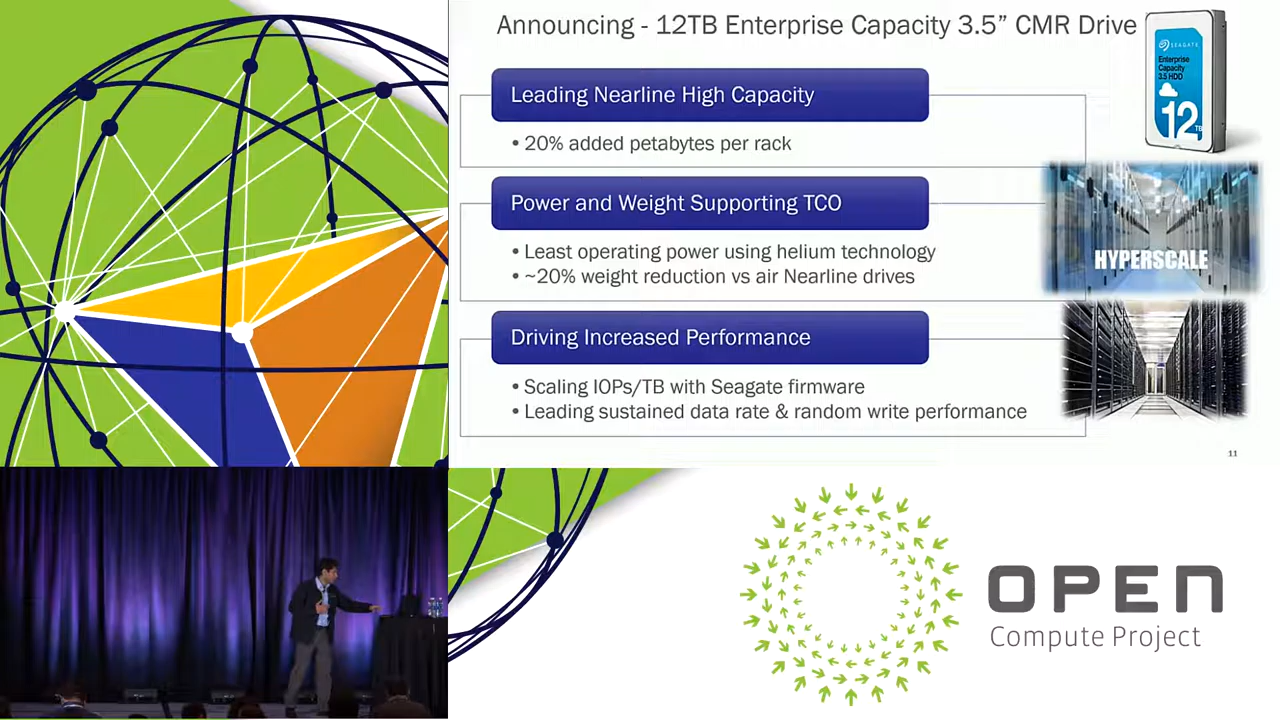 Announcing - 12TB Enterprise Capacity 3.5” CMR Drive
SEAGATE
Enterprise
Capacity
3.5 HDD
12
TB
Leading Nearline High Capacity
• 20% added petabytes per rack
Power and Weight Supporting TCO
• Least operating power using helium technology
• ~20% weight reduction vs air Nearline drives
HYPERSCALE
Driving Increased Performance
• Scaling IOPs/TB with Seagate firmware
• Leading sustained data rate & random write performance
11
OPEN
Compute Project